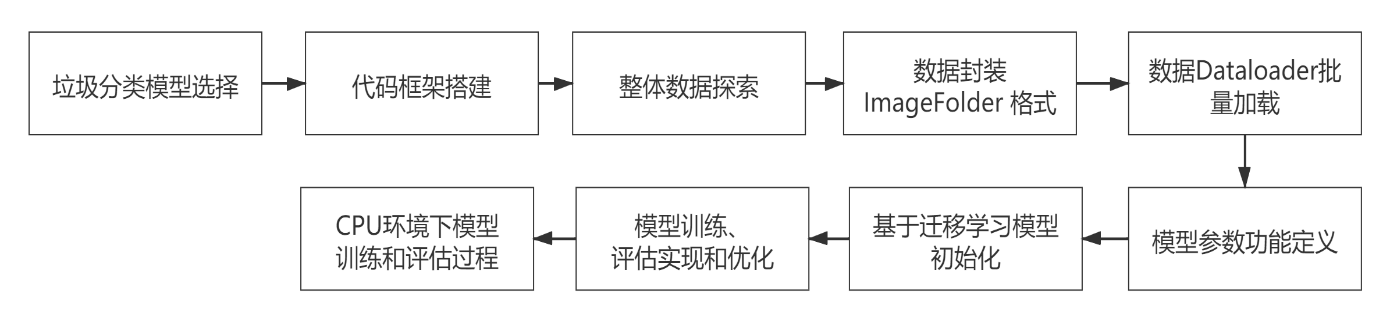 垃圾分类模型选择
代码框架搭建
整体数据探索
数据封装
ImageFolder 格式
数据Dataloader批
量加载
模型参数功能定义
基于迁移学习模型
初始化
模型训练、
评估实现和优化
CPU环境下模型
训练和评估过程